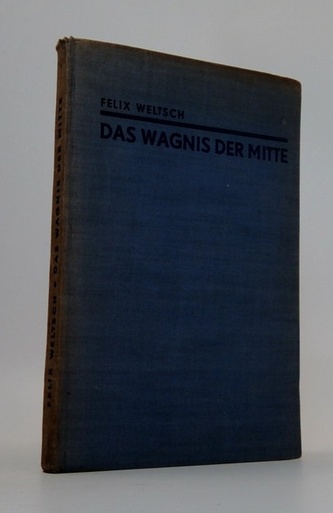 FELIX WELTSCH
DAS WAGNIS DER MITTE
FELIX WELTSCH - DAS WAGNIS DER MITTE